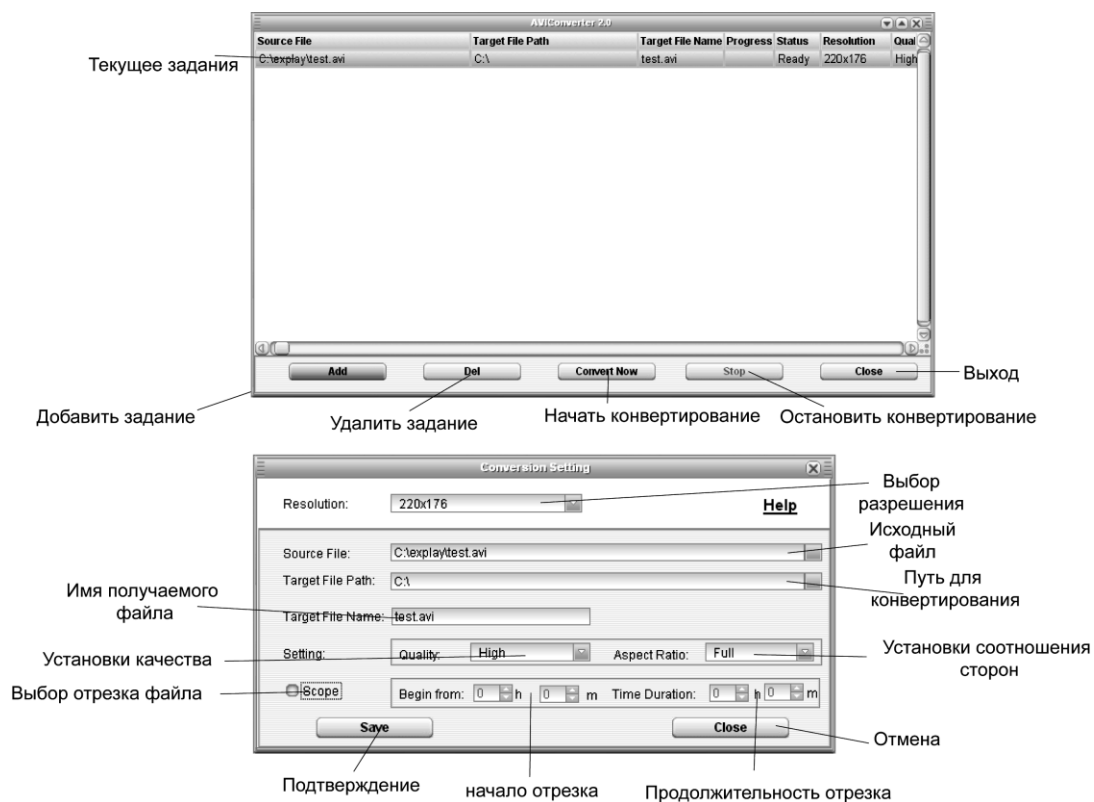 AVIConverter 2.0
Source File Target File Path Target File Name Progress Status Resolution Qual
Текущее задания
C:\explay\test.avi C:\ test.avi Ready 220x176 High
Add Del Convert Now Stop Close
Выход
Добавить задание
Удалить задание
Начать конвертирование
Остановить конвертирование
Conversion Setting
Resolution: 220x176 Help
Выбор
разрешения
Исходный
файл
Source File: C:\explay\test.avi
Target File Path: C:\
Путь для
конвертирования
Имя получаемого
файла
Target File Name: test.avi
Установки качества
Setting: Quality: High Aspect Ratio: Full
Установки соотношения
сторон
Выбор отрезка файла
Scope Begin from: 0 h 0 m Time Duration: 0 h 0 m
Save Close
Отмена
Подтверждение
начало отрезка
Продолжительность отрезка